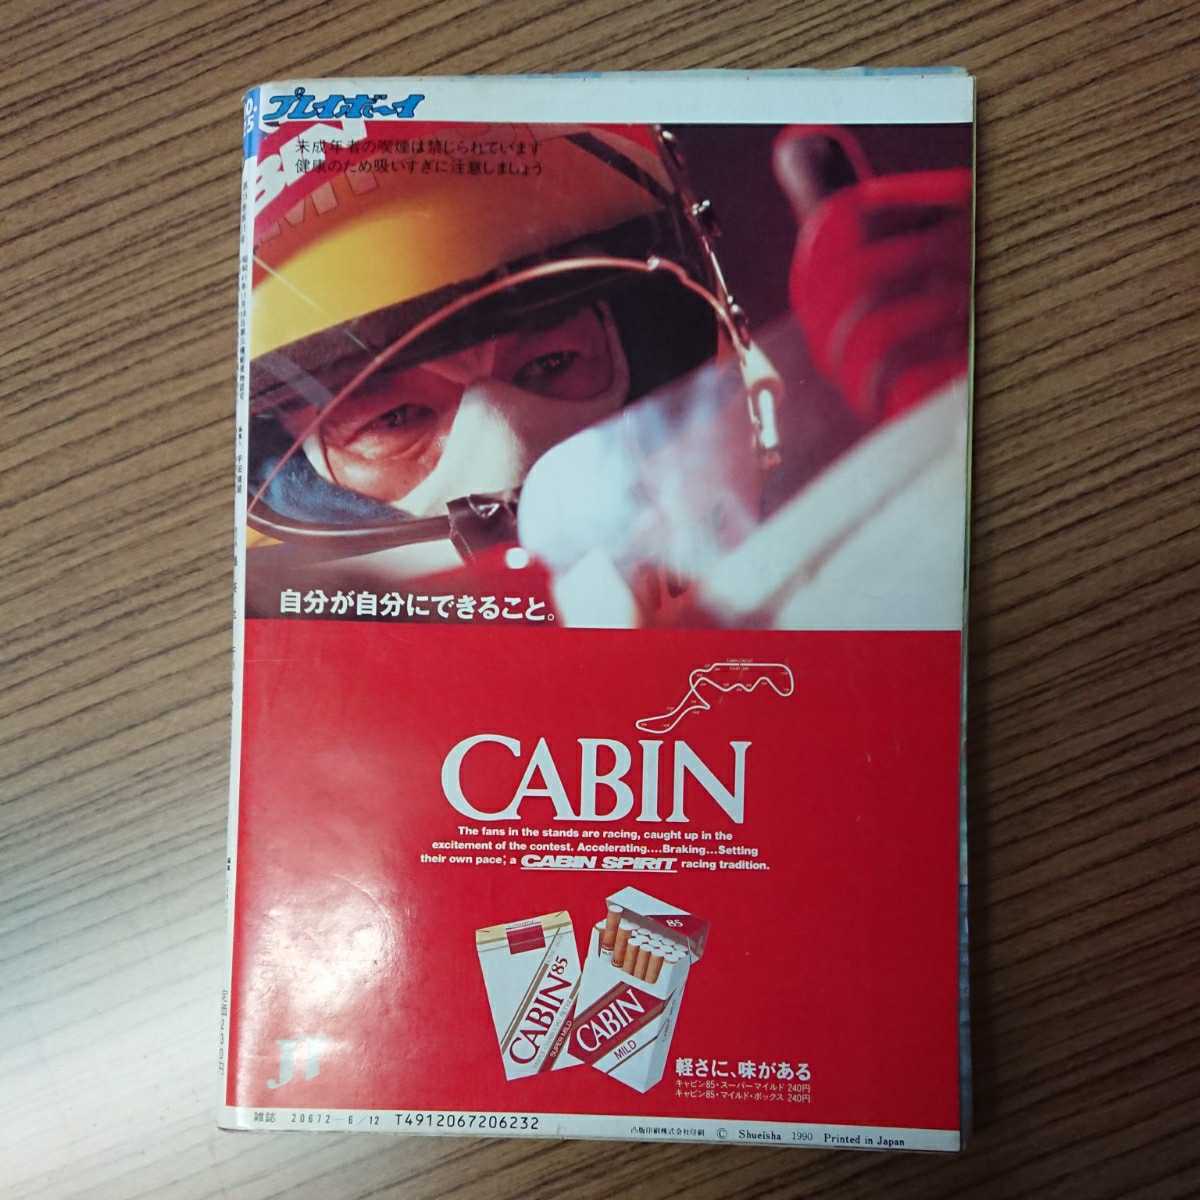 プレイボーイ
未成年者の喫煙は禁じられています
健康のため吸いすぎに注意しましょう
自分が自分にできること。
CABIN
The fans in the stands are racing, caught up in the
excitement of the contest. Accelerating....Braking...Setting
their own pace; a CABIN SPIRIT racing tradition.
CABIN 85
SUPER MILD
85
CABIN
MILD
軽さに、味がある
キャビン85・スーパーマイルド 240円
キャビン85・マイルド・ボックス 240円
JT
雑誌 20672-6/12 T4912067206232
凸版印刷株式会社印刷 © Shueisha 1990 Printed in Japan